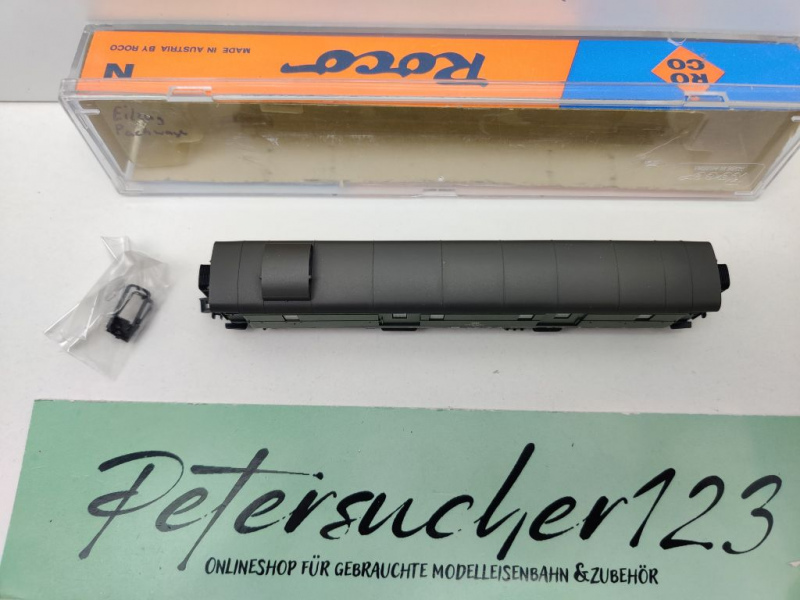 N
MADE IN AUSTRIA BY ROCO
Roco
RO
CO
Eilzug
Packwagen
Petersucher123
ONLINESHOP FÜR GEBRAUCHTE MODELLEISENBAHN & ZUBEHÖR